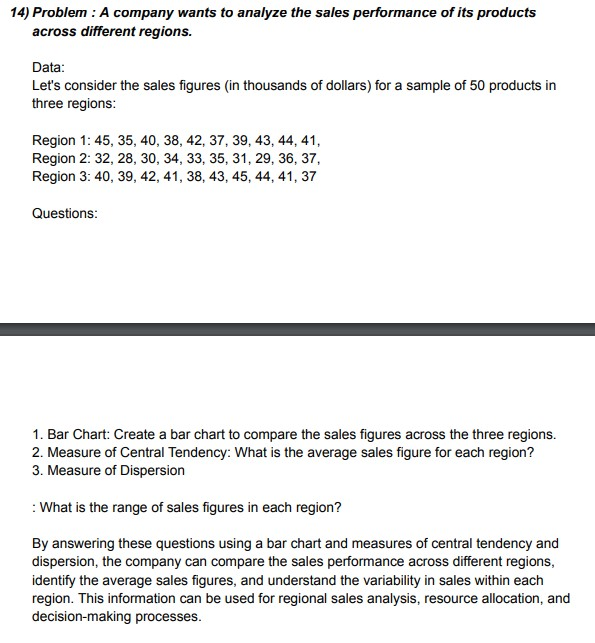 14) Problem : A company wants to analyze the sales performance of its products
across different regions.
Data:
Let's consider the sales figures (in thousands of dollars) for a sample of 50 products in
three regions:
Region 1: 45, 35, 40, 38, 42, 37, 39, 43, 44, 41,
Region 2: 32, 28, 30, 34, 33, 35, 31, 29, 36, 37,
Region 3: 40, 39, 42, 41, 38, 43, 45, 44, 41, 37
Questions:
1. Bar Chart: Create a bar chart to compare the sales figures across the three regions.
2. Measure of Central Tendency: What is the average sales figure for each region?
3. Measure of Dispersion
: What is the range of sales figures in each region?
By answering these questions using a bar chart and measures of central tendency and
dispersion, the company can compare the sales performance across different regions,
identify the average sales figures, and understand the variability in sales within each
region. This information can be used for regional sales analysis, resource allocation, and
decision-making processes.